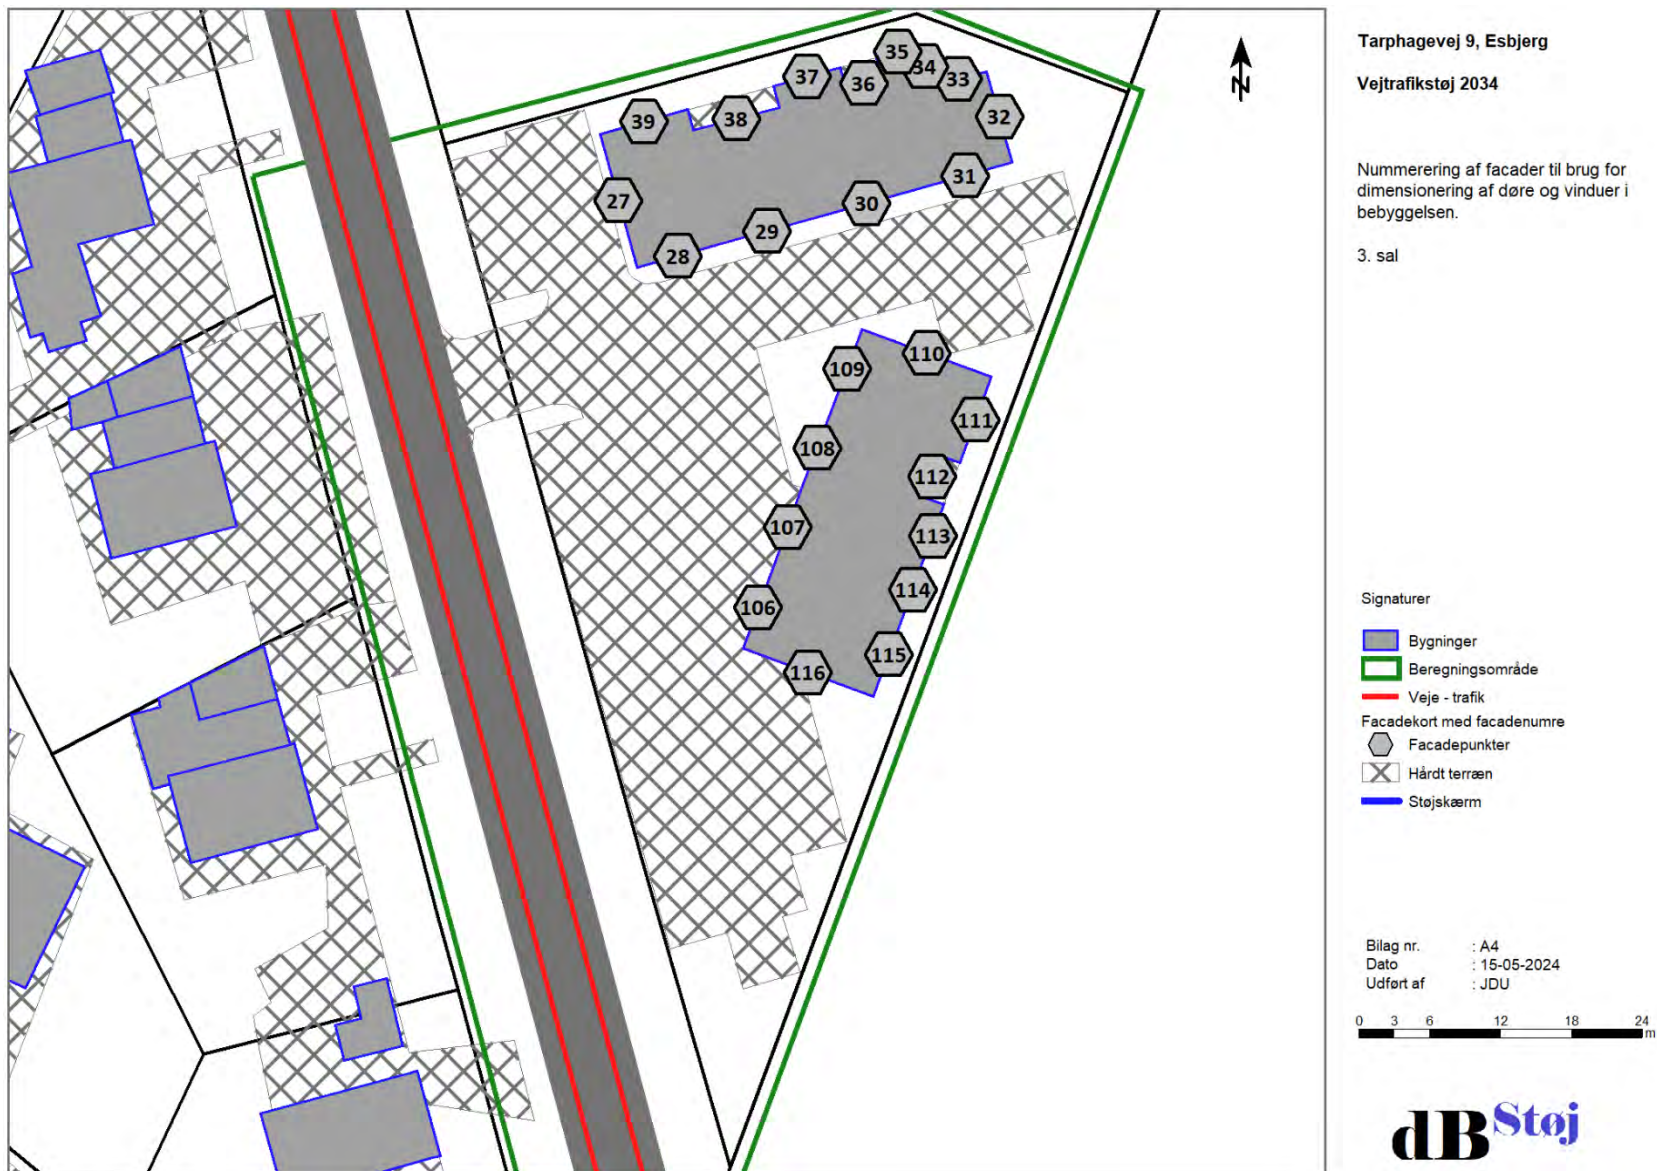 Tarphagevej 9, Esbjerg
Vejtrafikstøj 2034
Nummerering af facader til brug for
dimensionering af døre og vinduer i
bebyggelsen.
3. sal
N
35
34
33
37
36
32
39
38
31
27
30
29
28
110
109
111
108
112
107
113
114
106
115
116
Signaturer
Bygninger
Beregningsområde
Veje - trafik
Facadekort med facadenumre
Facadepunkter
Hårdt terræn
Støjskærm
Bilag nr. : A4
Dato : 15-05-2024
Udført af : JDU
0 3 6 12 18 24
m
dB Støj